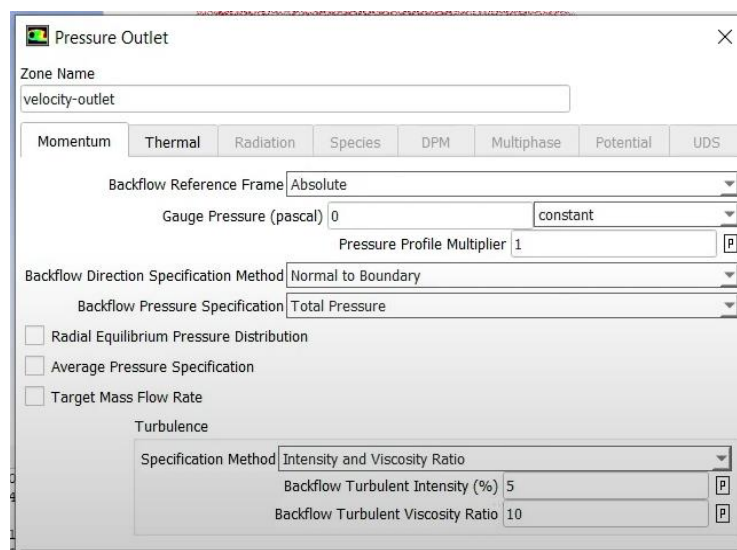 Pressure Outlet
Zone Name
velocity-outlet
Momentum Thermal Radiation Species DPM Multiphase Potential UDS
Backflow Reference Frame Absolute
Gauge Pressure (pascal) 0 constant
Pressure Profile Multiplier 1 P
Backflow Direction Specification Method Normal to Boundary
Backflow Pressure Specification Total Pressure
Radial Equilibrium Pressure Distribution
Average Pressure Specification
Target Mass Flow Rate
Turbulence
Specification Method Intensity and Viscosity Ratio
Backflow Turbulent Intensity (%) 5 P
Backflow Turbulent Viscosity Ratio 10 P